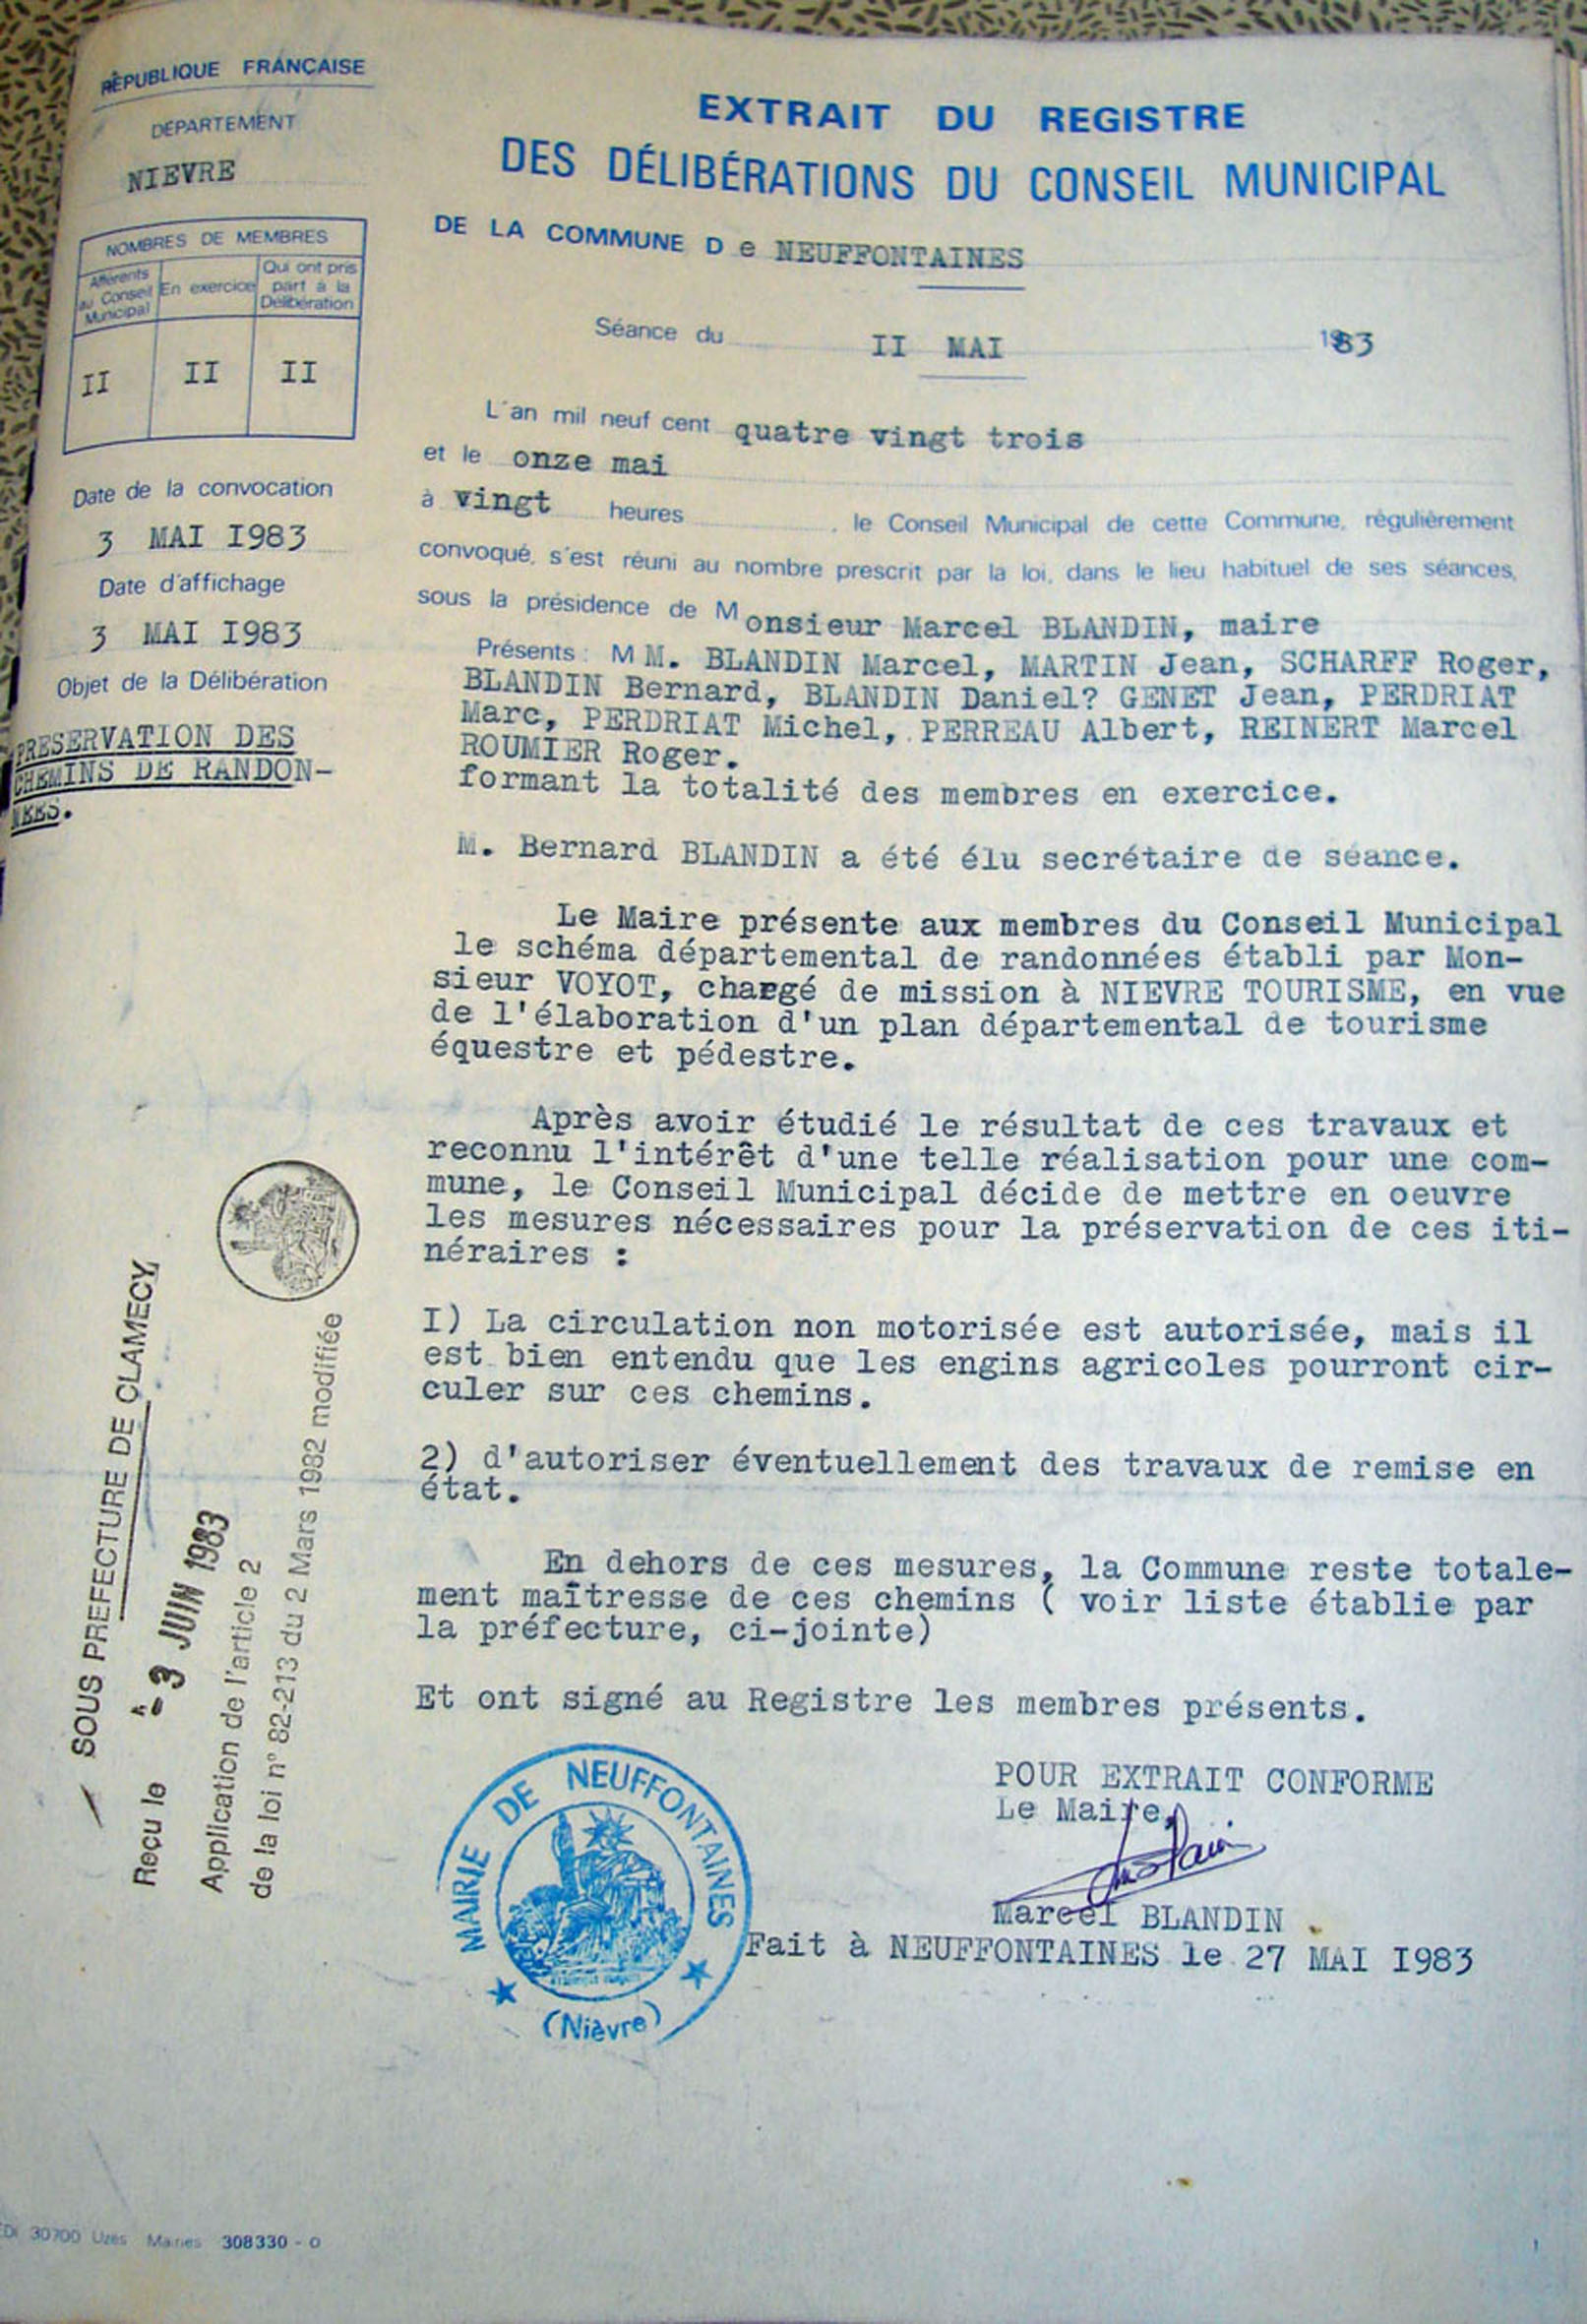 RÉPUBLIQUE FRANÇAISE
DÉPARTEMENT
NIEVRE
NOMBRES DE MEMBRES
Afférents au Conseil Municipal
En exercice
Qui ont pris part à la Délibération
II
II
II
Date de la convocation
3 MAI I983
Date d'affichage
3 MAI I983
Objet de la Délibération
PRESERVATION DES
CHEMINS DE RANDON-
NEES.
EXTRAIT DU REGISTRE
DES DÉLIBÉRATIONS DU CONSEIL MUNICIPAL
DE LA COMMUNE D e NEUFFONTAINES
Séance du II MAI 1983
L'an mil neuf cent quatre vingt trois
et le onze mai
à vingt heures , le Conseil Municipal de cette Commune, régulièrement
convoqué, s'est réuni au nombre prescrit par la loi, dans le lieu habituel de ses séances,
sous la présidence de Monsieur Marcel BLANDIN, maire
Présents : M M. BLANDIN Marcel, MARTIN Jean, SCHARFF Roger,
BLANDIN Bernard, BLANDIN Daniel? GENET Jean, PERDRIAT
Marc, PERDRIAT Michel, PERREAU Albert, REINERT Marcel
ROUMIER Roger.
formant la totalité des membres en exercice.
M. Bernard BLANDIN a été élu secrétaire de séance.
Le Maire présente aux membres du Conseil Municipal
le schéma départemental de randonnées établi par Mon-
sieur VOYOT, chargé de mission à NIEVRE TOURISME, en vue
de l'élaboration d'un plan départemental de tourisme
équestre et pédestre.
Après avoir étudié le résultat de ces travaux et
reconnu l'intérêt d'une telle réalisation pour une com-
mune, le Conseil Municipal décide de mettre en oeuvre
les mesures nécessaires pour la préservation de ces iti-
néraires :
I) La circulation non motorisée est autorisée, mais il
est bien entendu que les engins agricoles pourront cir-
culer sur ces chemins.
2) d'autoriser éventuellement des travaux de remise en
état.
En dehors de ces mesures, la Commune reste totale-
ment maîtresse de ces chemins ( voir liste établie par
la préfecture, ci-jointe)
Et ont signé au Registre les membres présents.
POUR EXTRAIT CONFORME
Le Maire,
Marcel BLANDIN
Fait à NEUFFONTAINES le 27 MAI I983
MAIRIE DE NEUFFONTAINES
(Nièvre)
SOUS PREFECTURE DE CLAMECY
Reçu le - 3 JUIN 1983
Application de l'article 2
de la loi n° 82-213 du 2 Mars 1982 modifiée
30700 Uzès Mairies 308330 - 0